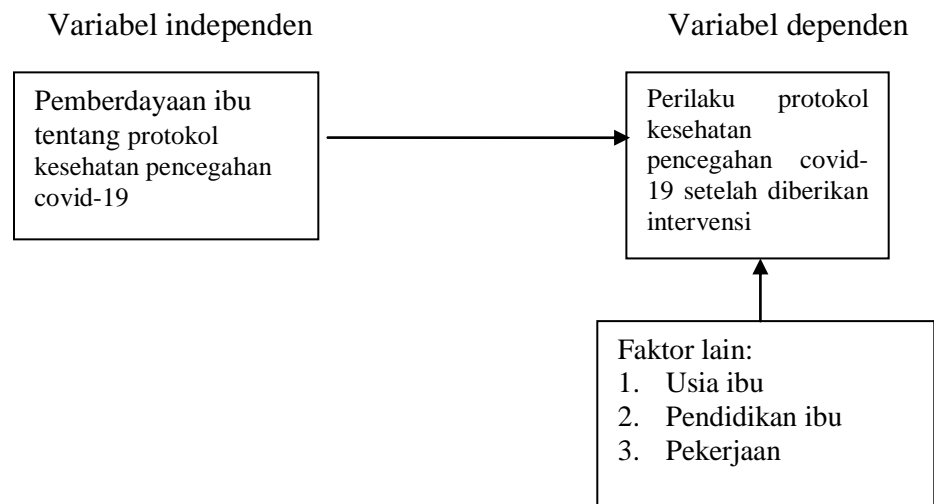 Variabel independen
Variabel dependen
Pemberdayaan ibu
tentang protokol
kesehatan pencegahan
covid-19
Perilaku protokol
kesehatan
pencegahan covid-
19 setelah diberikan
intervensi
Faktor lain:
1. Usia ibu
2. Pendidikan ibu
3. Pekerjaan